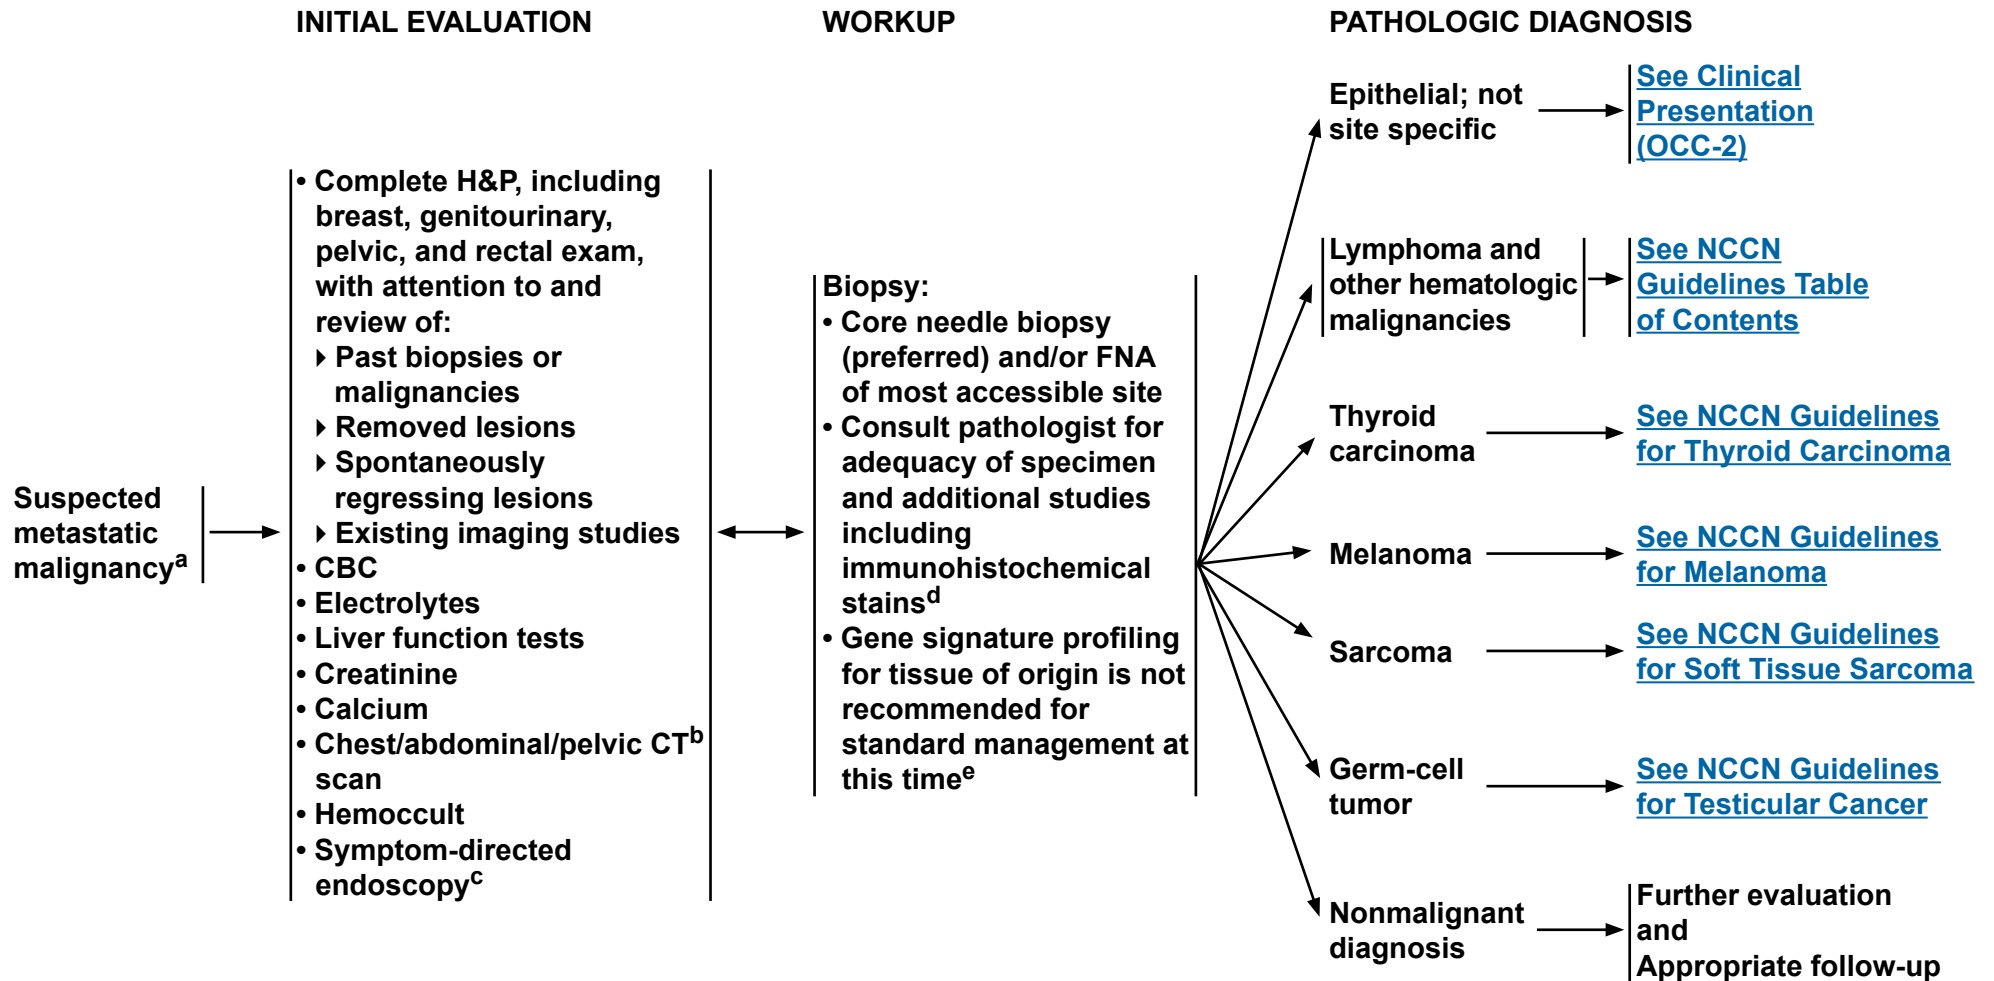 INITIAL EVALUATION
WORKUP
PATHOLOGIC DIAGNOSIS
Suspected
metastatic
malignancya
• Complete H&P, including
breast, genitourinary,
pelvic, and rectal exam,
with attention to and
review of:
Past biopsies or
malignancies
Removed lesions
Spontaneously
regressing lesions
Existing imaging studies
• CBC
• Electrolytes
• Liver function tests
• Creatinine
• Calcium
• Chest/abdominal/pelvic CTb
scan
• Hemoccult
• Symptom-directed
endoscopyc
Biopsy:
• Core needle biopsy
(preferred) and/or FNA
of most accessible site
• Consult pathologist for
adequacy of specimen
and additional studies
including
immunohistochemical
stainsd
• Gene signature profiling
for tissue of origin is not
recommended for
standard management at
this timee
Epithelial; not
site specific
See Clinical
Presentation
(OCC-2)
Lymphoma and
other hematologic
malignancies
See NCCN
Guidelines Table
of Contents
Thyroid
carcinoma
See NCCN Guidelines
for Thyroid Carcinoma
Melanoma
See NCCN Guidelines
for Melanoma
Sarcoma
See NCCN Guidelines
for Soft Tissue Sarcoma
Germ-cell
tumor
See NCCN Guidelines
for Testicular Cancer
Nonmalignant
diagnosis
Further evaluation
and
Appropriate follow-up